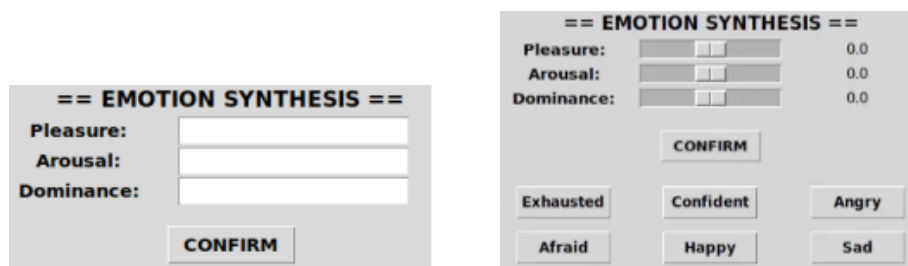 == EMOTION SYNTHESIS ==
Pleasure:
Arousal:
Dominance:
CONFIRM
== EMOTION SYNTHESIS ==
Pleasure: 0.0
Arousal: 0.0
Dominance: 0.0
CONFIRM
Exhausted Confident Angry
Afraid Happy Sad